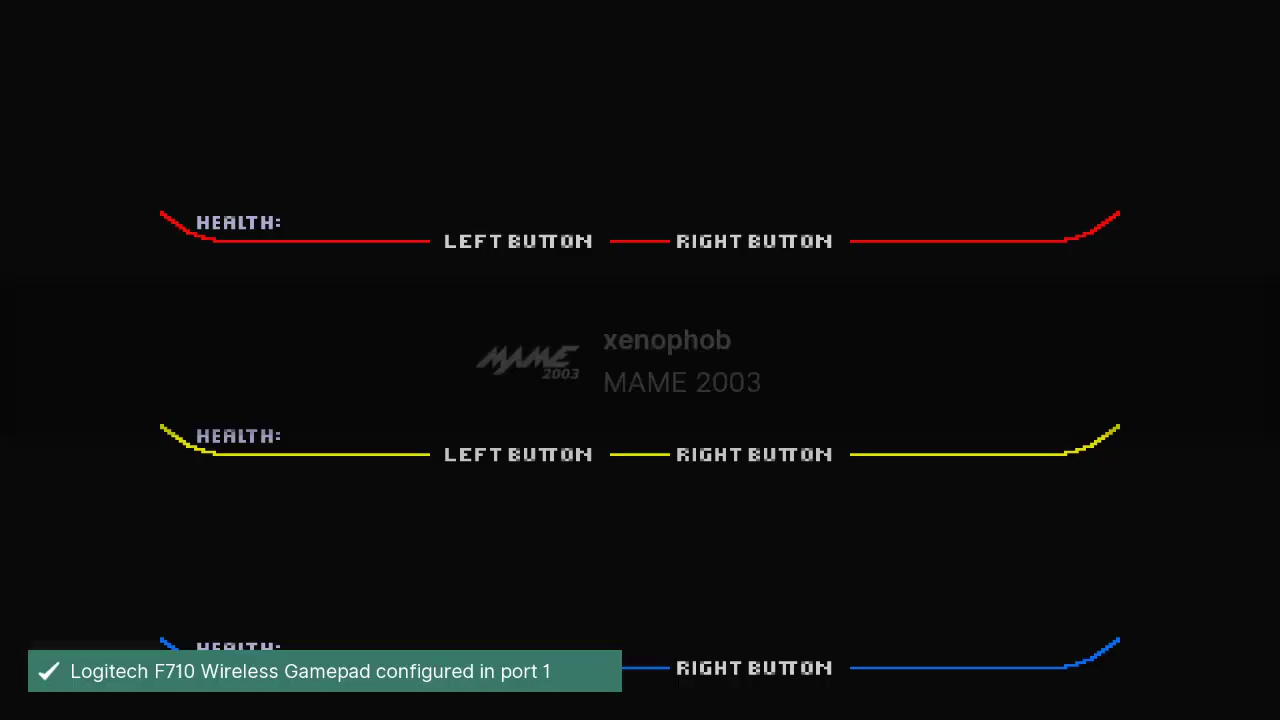 HEALTH:
LEFT BUTTON RIGHT BUTTON
MAME 2003
xenophob
MAME 2003
HEALTH:
LEFT BUTTON RIGHT BUTTON
HEALTH:
RIGHT BUTTON
Logitech F710 Wireless Gamepad configured in port 1